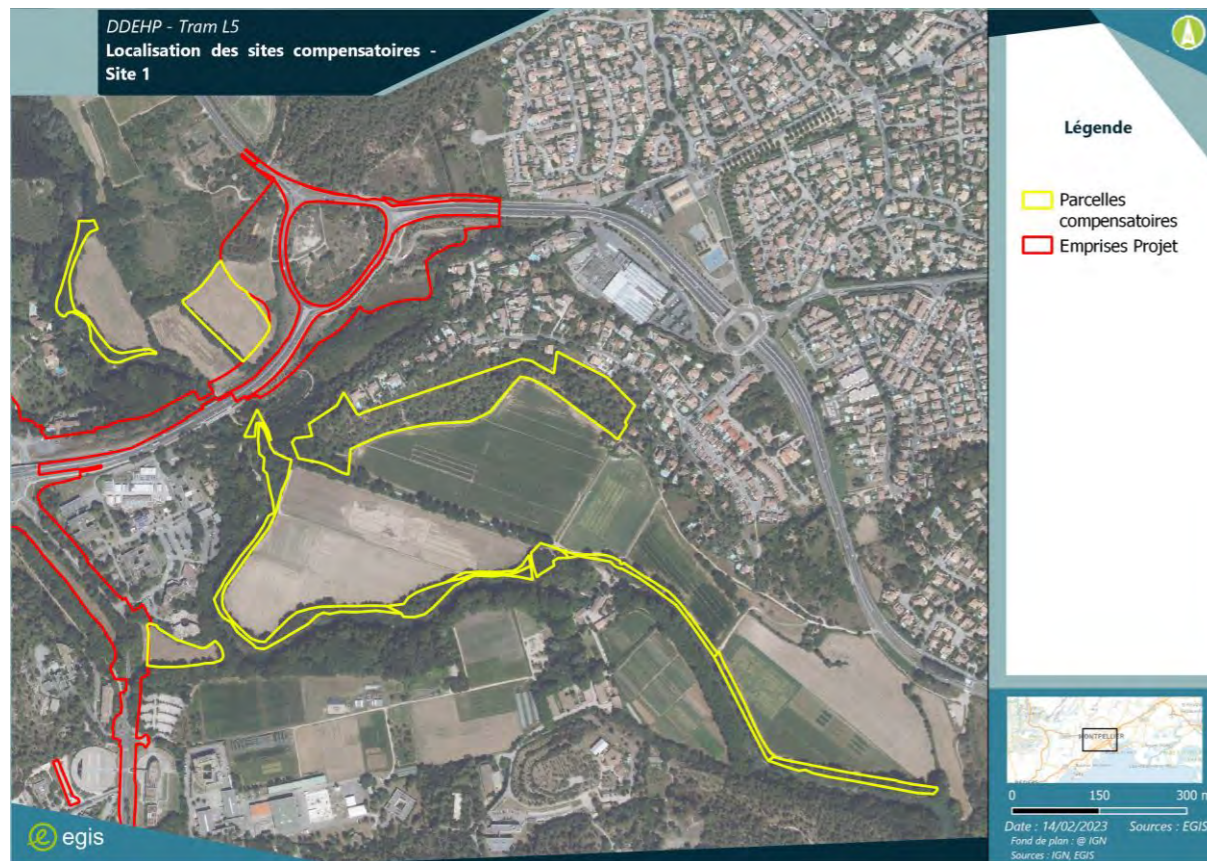 DDEHP - Tram L5
Localisation des sites compensatoires -
Site 1
Légende
Parcelles
compensatoires
Emprises Projet
MONTPELLIER
0 150 300 m
Date : 14/02/2023 Sources : EGIS
Fond de plan : @ IGN
Sources : IGN, EGIS
egis